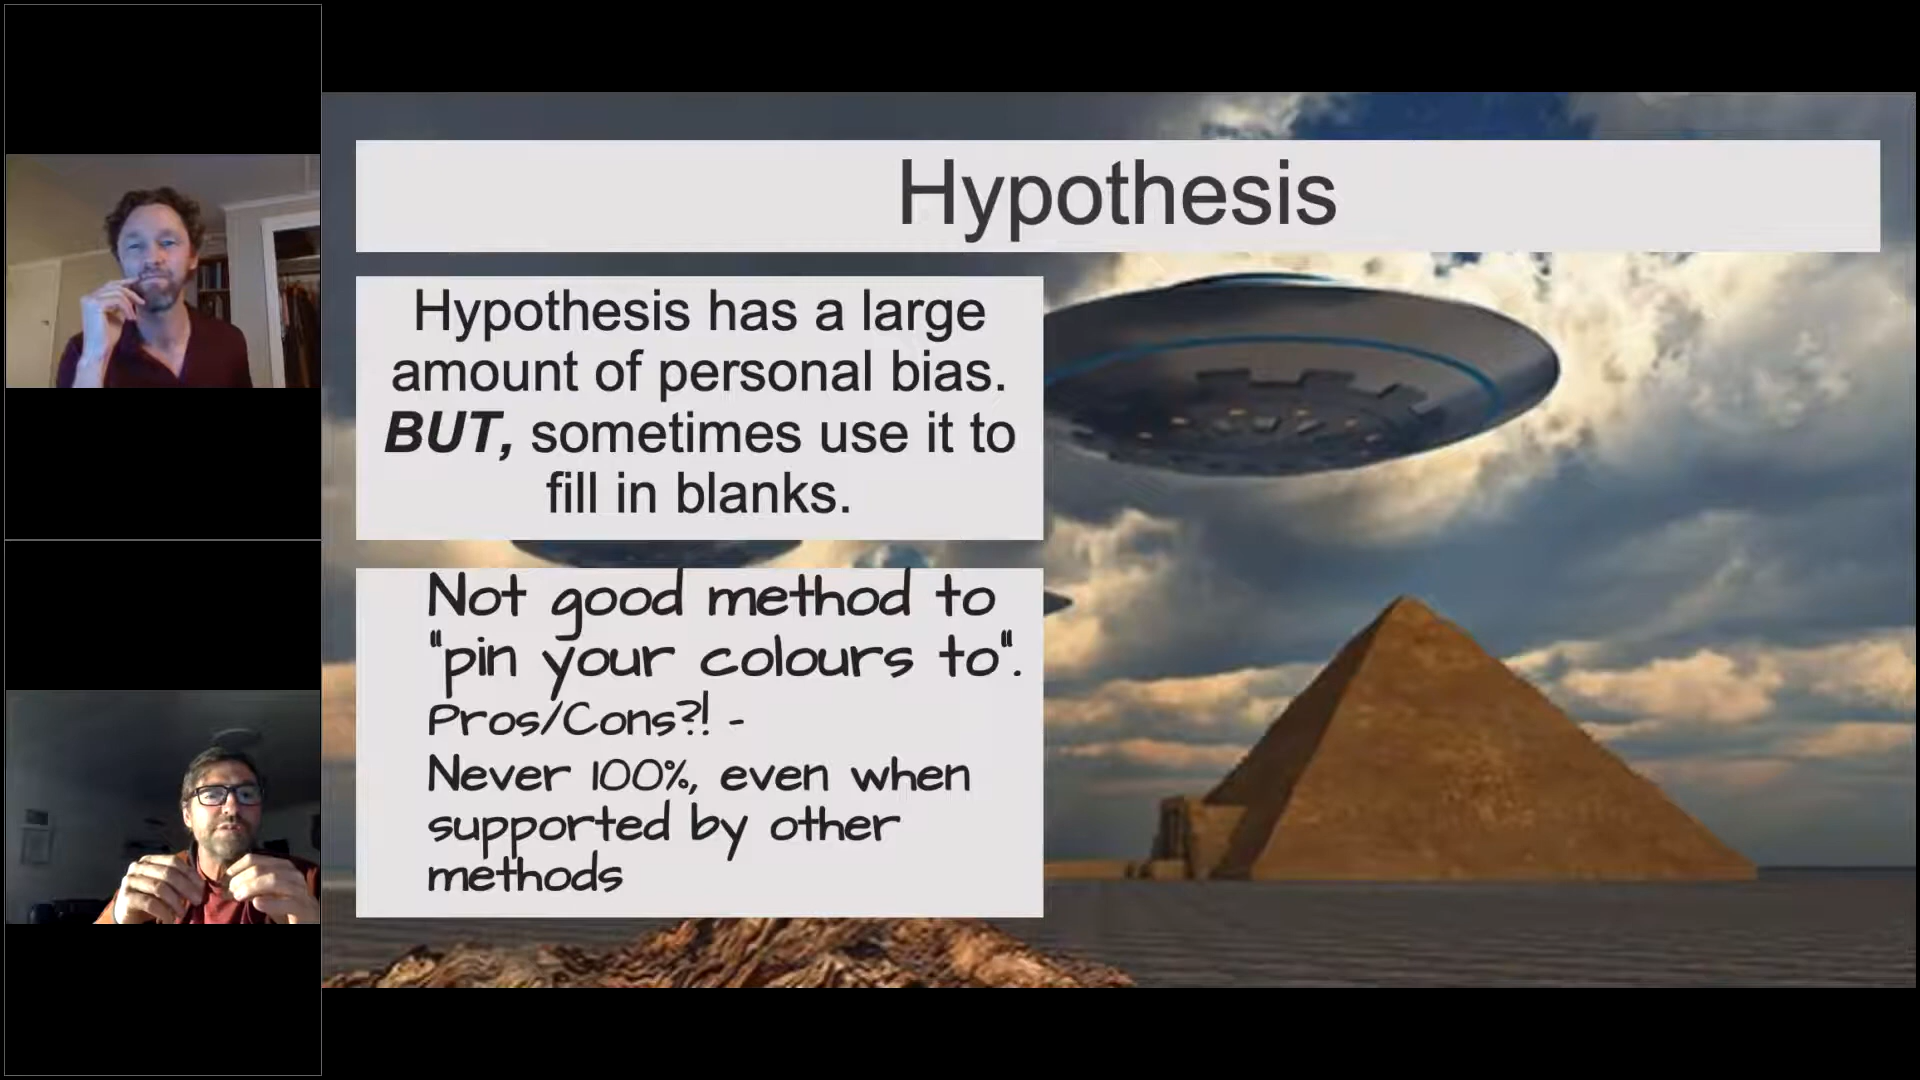 Hypothesis
Hypothesis has a large
amount of personal bias.
BUT, sometimes use it to
fill in blanks.
Not good method to
"pin your colours to".
Pros/Cons?! -
Never 100%, even when
supported by other
methods